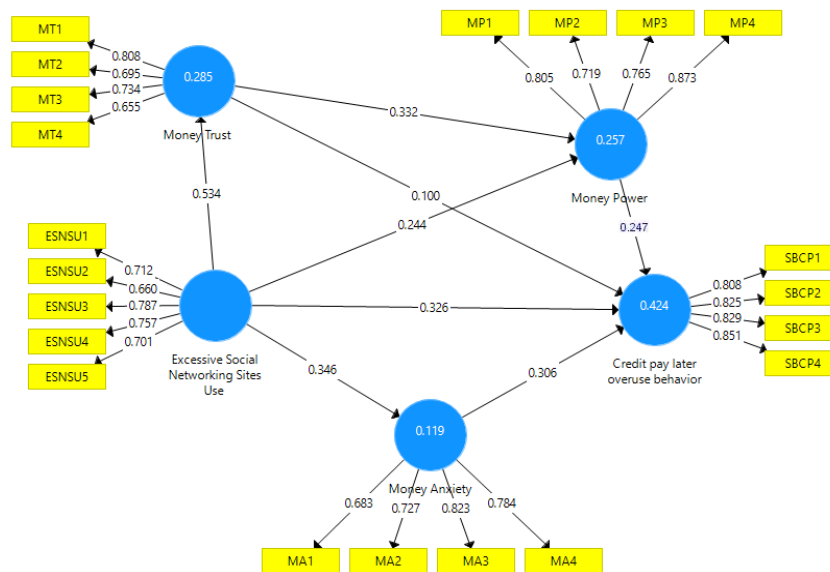 MT1
MT2
MT3
MT4
0.808
0.695
0.734
0.655
0.285
Money Trust
MP1
MP2
MP3
MP4
0.805
0.719
0.765
0.873
0.257
Money Power
0.332
0.100
0.534
0.244
0.247
ESNSU1
ESNSU2
ESNSU3
ESNSU4
ESNSU5
0.712
0.660
0.787
0.757
0.701
Excessive Social
Networking Sites
Use
0.326
0.346
0.306
0.424
Credit pay later
overuse behavior
0.808
0.825
0.829
0.851
SBCP1
SBCP2
SBCP3
SBCP4
0.119
Money Anxiety
0.683
0.727
0.823
0.784
MA1
MA2
MA3
MA4